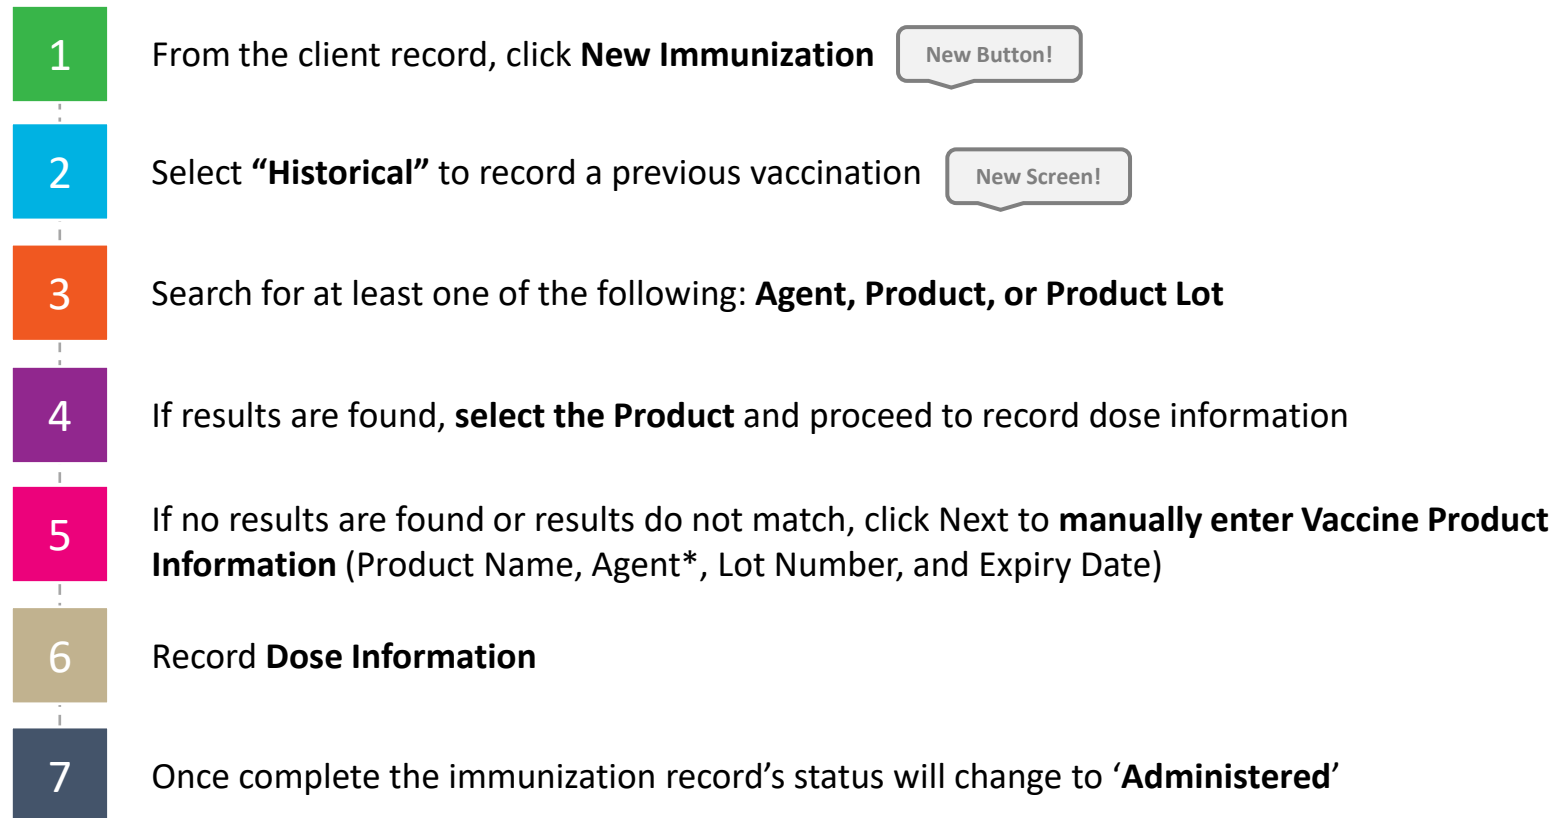 1
From the client record, click New Immunization
New Button!
2
Select “Historical” to record a previous vaccination
New Screen!
3
Search for at least one of the following: Agent, Product, or Product Lot
4
If results are found, select the Product and proceed to record dose information
5
If no results are found or results do not match, click Next to manually enter Vaccine Product
Information (Product Name, Agent*, Lot Number, and Expiry Date)
6
Record Dose Information
7
Once complete the immunization record’s status will change to ‘Administered’